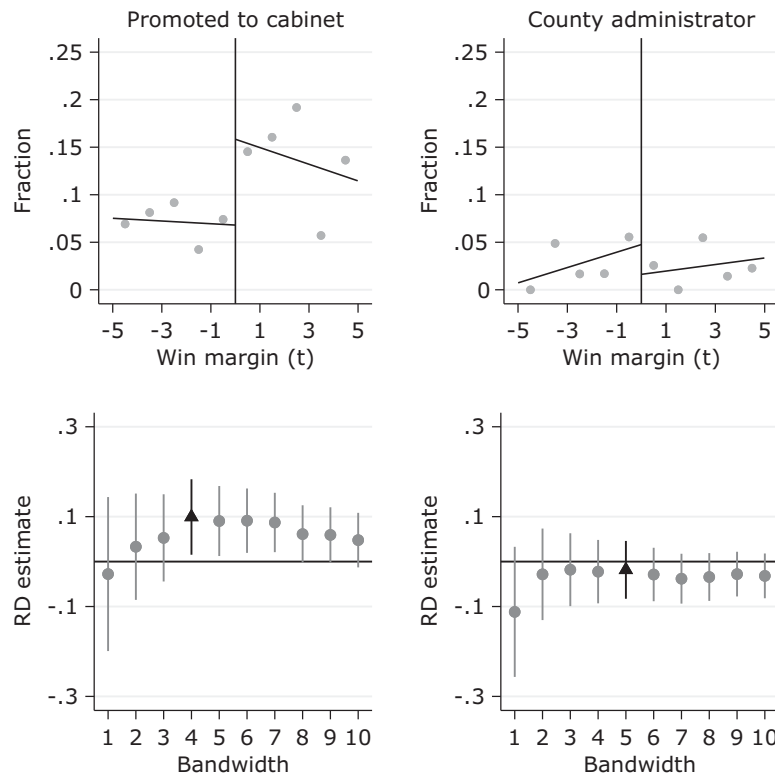 Promoted to cabinet
.25
.2
.15
.1
.05
0
Fraction
-5 -3 -1 1 3 5
Win margin (t)
County administrator
.25
.2
.15
.1
.05
0
Fraction
-5 -3 -1 1 3 5
Win margin (t)
.3
.1
-.1
-.3
RD estimate
1 2 3 4 5 6 7 8 9 10
Bandwidth
.3
.1
-.1
-.3
RD estimate
1 2 3 4 5 6 7 8 9 10
Bandwidth